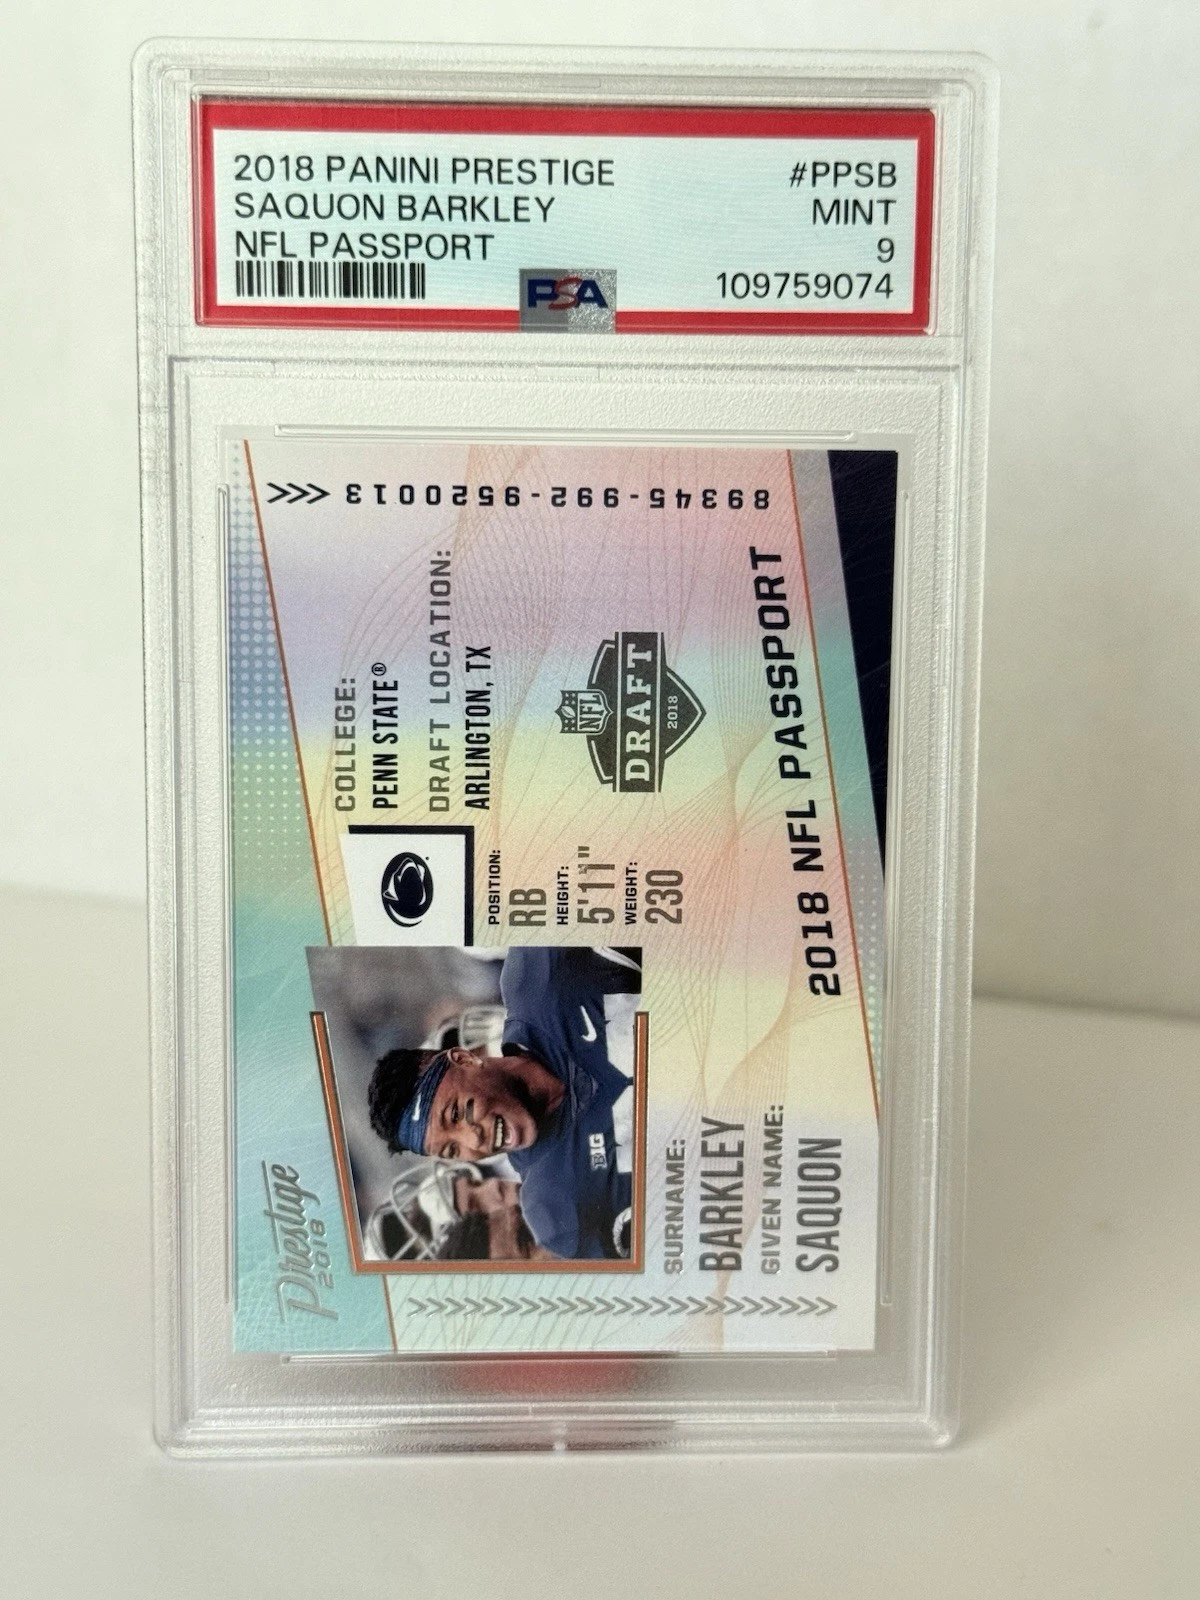 2018 PANINI PRESTIGE #PPSB
SAQUON BARKLEY MINT
NFL PASSPORT 9
109759074
PSA
Prestige
2018
COLLEGE:
PENN STATE®
DRAFT LOCATION:
ARLINGTON, TX
POSITION:
RB
HEIGHT:
5'11"
WEIGHT:
230
NFL
DRAFT
2018
B1G
SURNAME:
BARKLEY
GIVEN NAME:
SAQUON
2018 NFL PASSPORT
89345-992-9520013